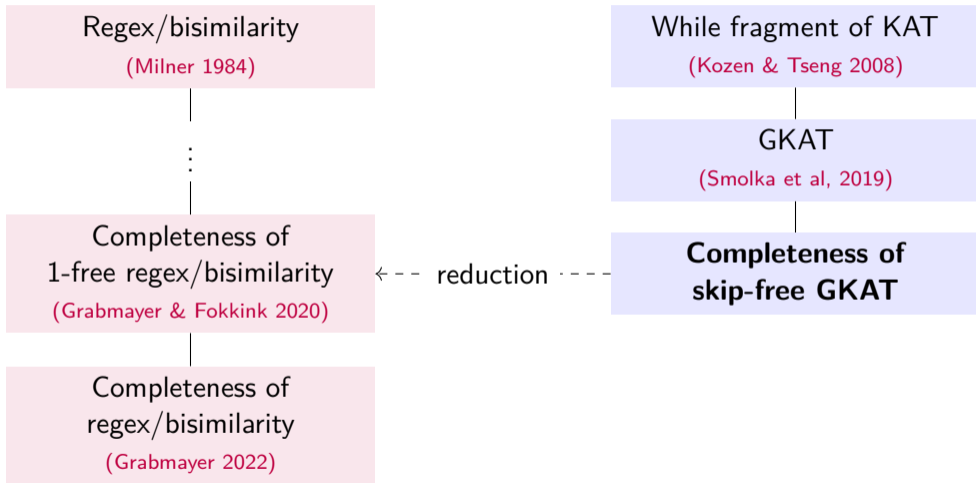 Regex/bisimilarity
(Milner 1984)
⋮
Completeness of
1-free regex/bisimilarity
(Grabmayer & Fokkink 2020)
Completeness of
regex/bisimilarity
(Grabmayer 2022)
reduction
While fragment of KAT
(Kozen & Tseng 2008)
GKAT
(Smolka et al, 2019)
Completeness of
skip-free GKAT